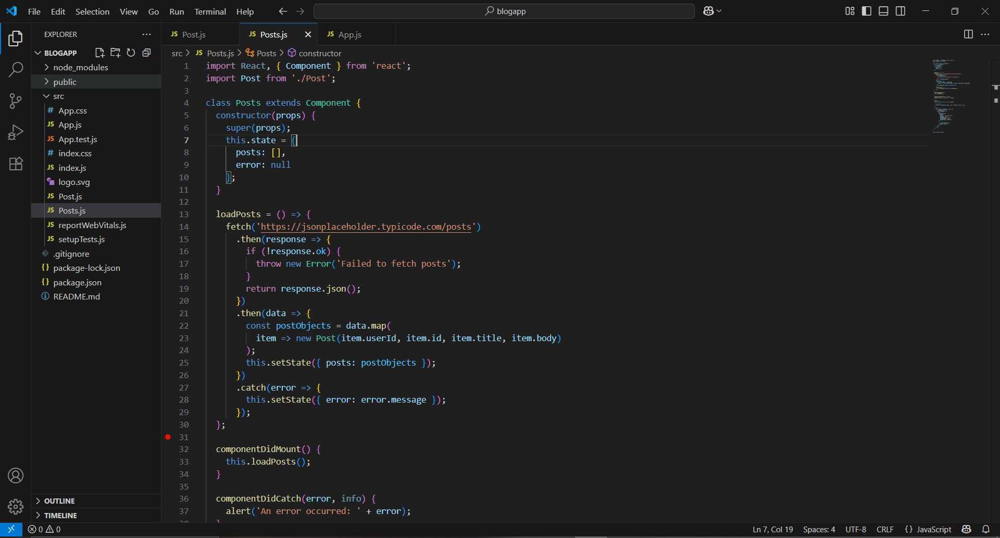 File Edit Selection View Go Run Terminal Help
blogapp
EXPLORER
BLOGAPP
node_modules
public
src
App.css
App.js
App.test.js
index.css
index.js
logo.svg
Post.js
Posts.js
reportWebVitals.js
setupTests.js
.gitignore
package-lock.json
package.json
README.md
OUTLINE
TIMELINE
JS Post.js JS Posts.js JS App.js
src > JS Posts.js > Posts > constructor
1 import React, { Component } from 'react';
2 import Post from './Post';
3
4 class Posts extends Component {
5 constructor(props) {
6 super(props);
7 this.state = {
8 posts: [],
9 error: null
10 };
11 }
12
13 loadPosts = () => {
14 fetch('https://jsonplaceholder.typicode.com/posts')
15 .then(response => {
16 if (!response.ok) {
17 throw new Error('Failed to fetch posts');
18 }
19 return response.json();
20 })
21 .then(data => {
22 const postObjects = data.map(
23 item => new Post(item.userId, item.id, item.title, item.body)
24 );
25 this.setState({ posts: postObjects });
26 })
27 .catch(error => {
28 this.setState({ error: error.message });
29 });
30 };
31
32 componentDidMount() {
33 this.loadPosts();
34 }
35
36 componentDidCatch(error, info) {
37 alert('An error occurred: ' + error);
0 0
Ln 7, Col 19 Spaces: 4 UTF-8 CRLF {} JavaScript